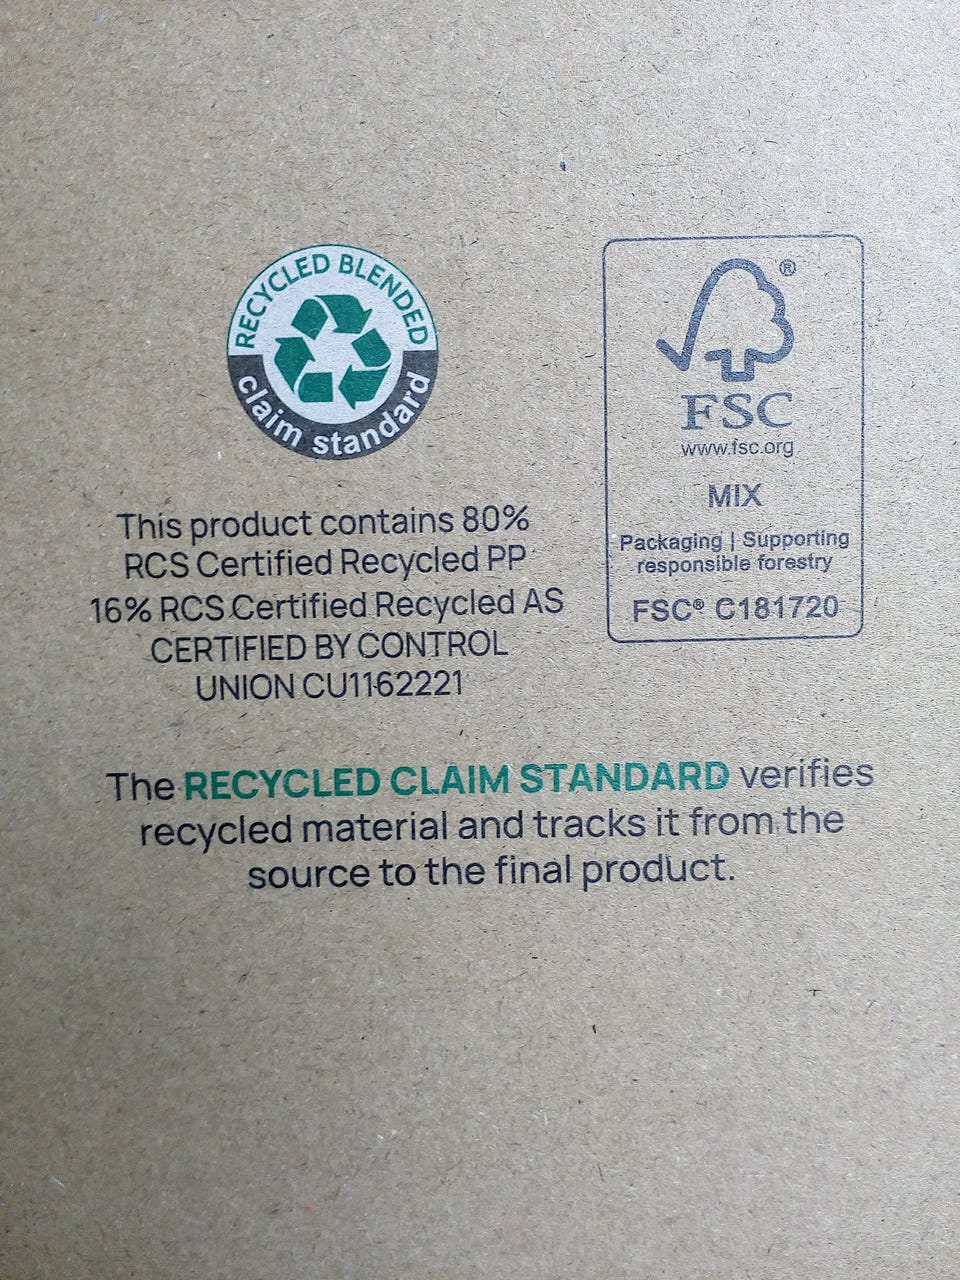 RECYCLED BLENDED
claim standard
This product contains 80%
RCS Certified Recycled PP
16% RCS Certified Recycled AS
CERTIFIED BY CONTROL
UNION CU1162221
®
FSC
www.fsc.org
MIX
Packaging | Supporting
responsible forestry
FSC® C181720
The RECYCLED CLAIM STANDARD verifies
recycled material and tracks it from the
source to the final product.